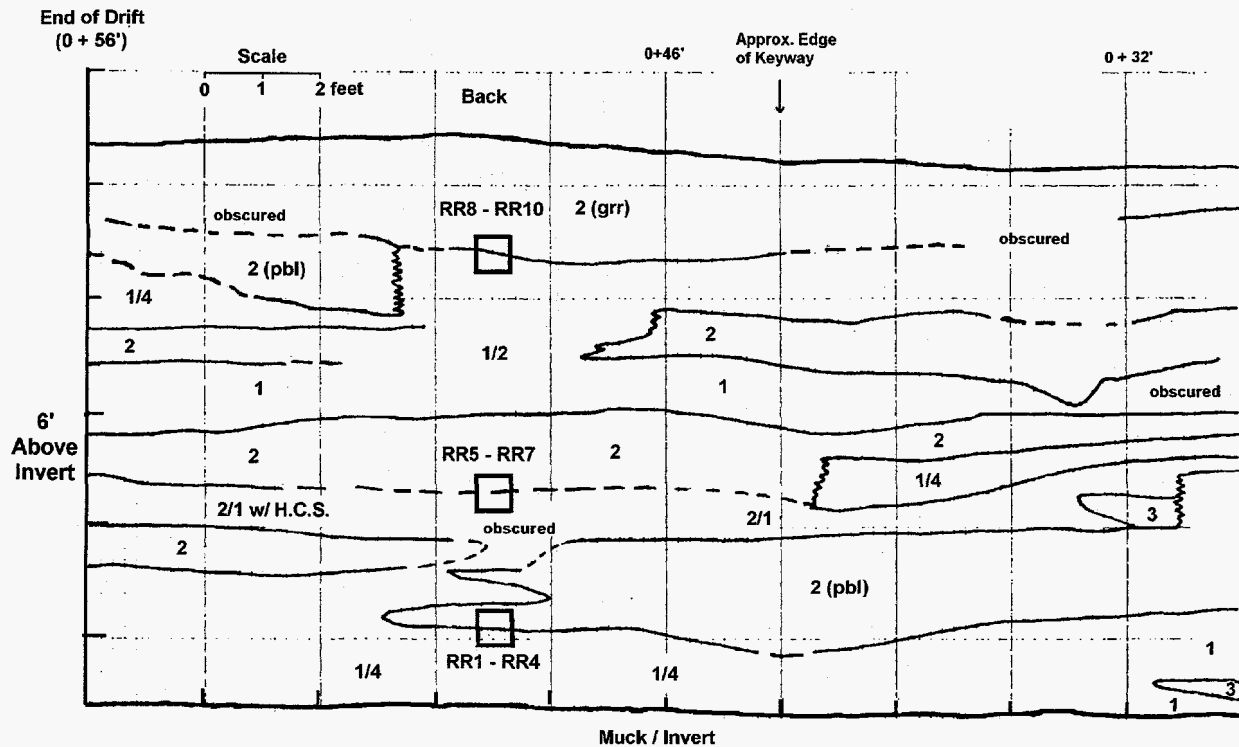 End of Drift
(0 + 56')
Scale
0 1 2 feet
Back
0+46'
Approx. Edge
of Keyway
0 + 32'
RR8 - RR10
2 (grr)
obscured
obscured
2 (pbl)
1/4
2
1/2
2
1
1
obscured
6'
Above
Invert
2
RR5 - RR7
2
2
1/4
2/1 w/ H.C.S.
2/1
3
obscured
2
2 (pbl)
RR1 - RR4
1/4
1/4
1
3
1
Muck / Invert